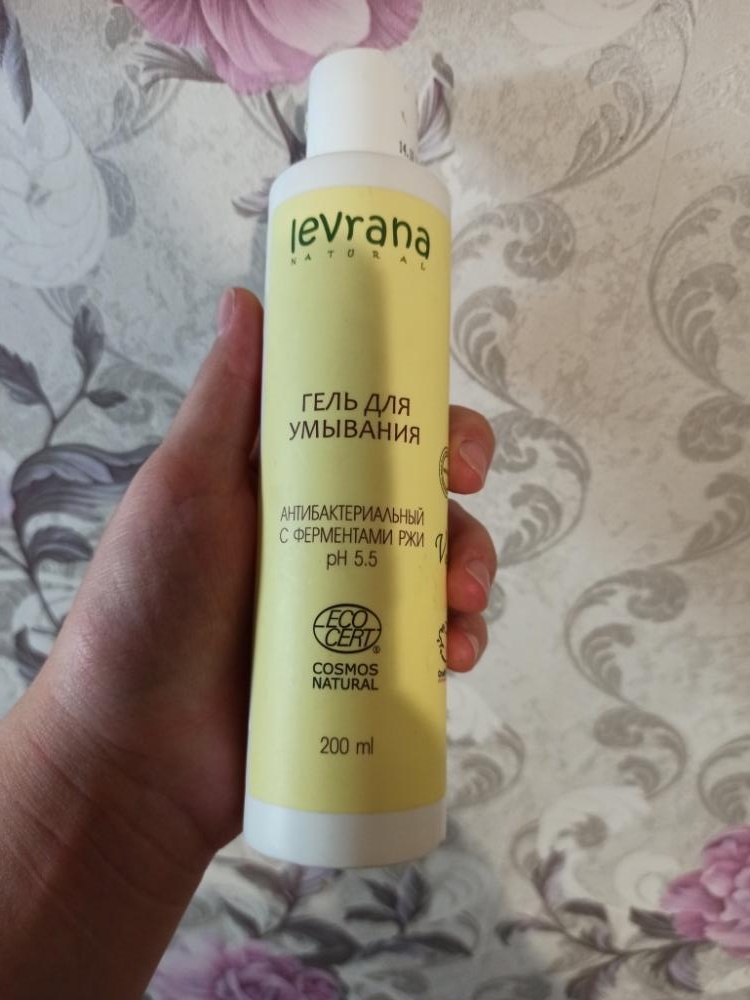 levrana
NATURAL
ГЕЛЬ ДЛЯ
УМЫВАНИЯ
АНТИБАКТЕРИАЛЬНЫЙ
С ФЕРМЕНТАМИ РЖИ
pH 5.5
ECO
CERT®
COSMOS
NATURAL
200 ml